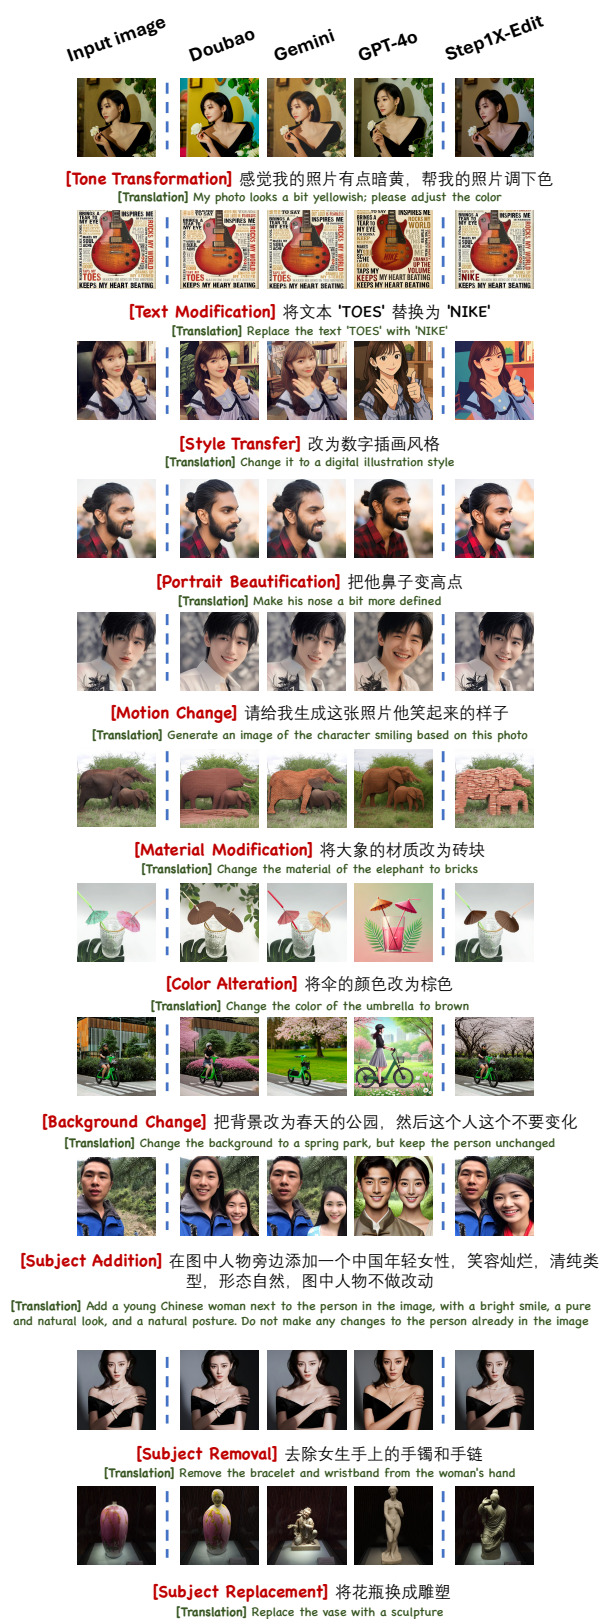 Input image Doubao Gemini GPT-4o Step1X-Edit
[Tone Transformation] 感觉我的照片有点暗黄，帮我的照片调下色
[Translation] My photo looks a bit yellowish; please adjust the color
[Text Modification] 将文本 'TOES' 替换为 'NIKE'
[Translation] Replace the text 'TOES' with 'NIKE'
[Style Transfer] 改为数字插画风格
[Translation] Change it to a digital illustration style
[Portrait Beautification] 把他鼻子变高点
[Translation] Make his nose a bit more defined
[Motion Change] 请给我生成这张照片他笑起来的样子
[Translation] Generate an image of the character smiling based on this photo
[Material Modification] 将大象的材质改为砖块
[Translation] Change the material of the elephant to bricks
[Color Alteration] 将伞的颜色改为棕色
[Translation] Change the color of the umbrella to brown
[Background Change] 把背景改为春天的公园，然后这个人这个不要变化
[Translation] Change the background to a spring park, but keep the person unchanged
[Subject Addition] 在图中人物旁边添加一个中国年轻女性，笑容灿烂，清纯类
型，形态自然，图中人物不做改动
[Translation] Add a young Chinese woman next to the person in the image, with a bright smile, a pure
and natural look, and a natural posture. Do not make any changes to the person already in the image
[Subject Removal] 去除女生手上的手镯和手链
[Translation] Remove the bracelet and wristband from the woman's hand
[Subject Replacement] 将花瓶换成雕塑
[Translation] Replace the vase with a sculpture